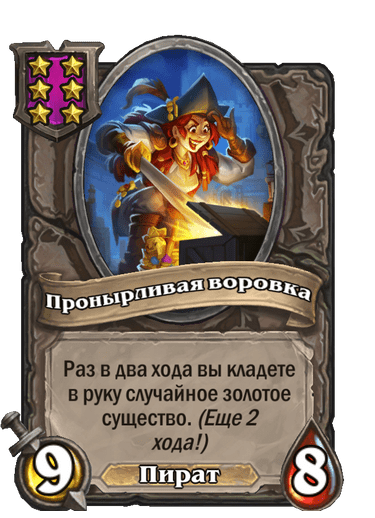 Пронырливая воровка
Раз в два хода вы кладете
в руку случайное золотое
существо. (Еще 2
хода!)
9
Пират
8